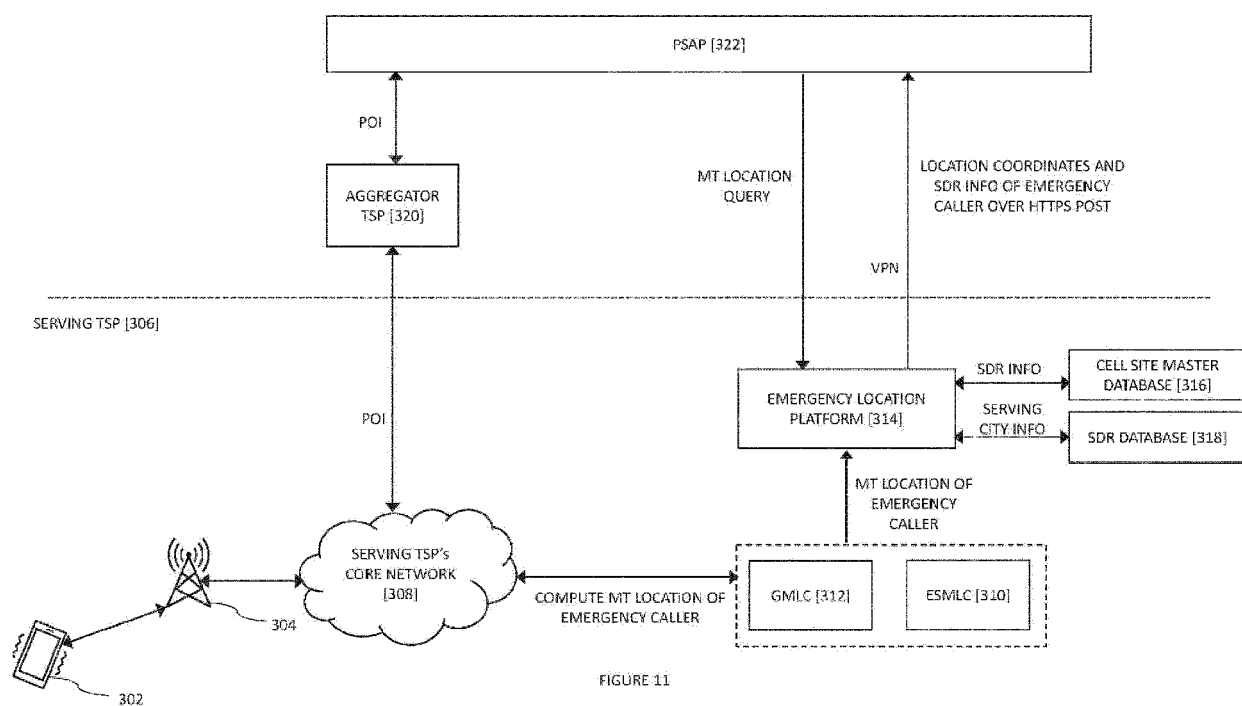 PSAP [322]
POI
AGGREGATOR
TSP [320]
MT LOCATION
QUERY
LOCATION COORDINATES AND
SDR INFO OF EMERGENCY
CALLER OVER HTTPS POST
VPN
SERVING TSP [306]
POI
EMERGENCY LOCATION
PLATFORM [314]
SDR INFO
CELL SITE MASTER
DATABASE [316]
SERVING
CITY INFO
SDR DATABASE [318]
MT LOCATION OF
EMERGENCY
CALLER
SERVING TSP's
CORE NETWORK
[308]
COMPUTE MT LOCATION OF
EMERGENCY CALLER
GMLC [312]
ESMLC [310]
304
302
FIGURE 11